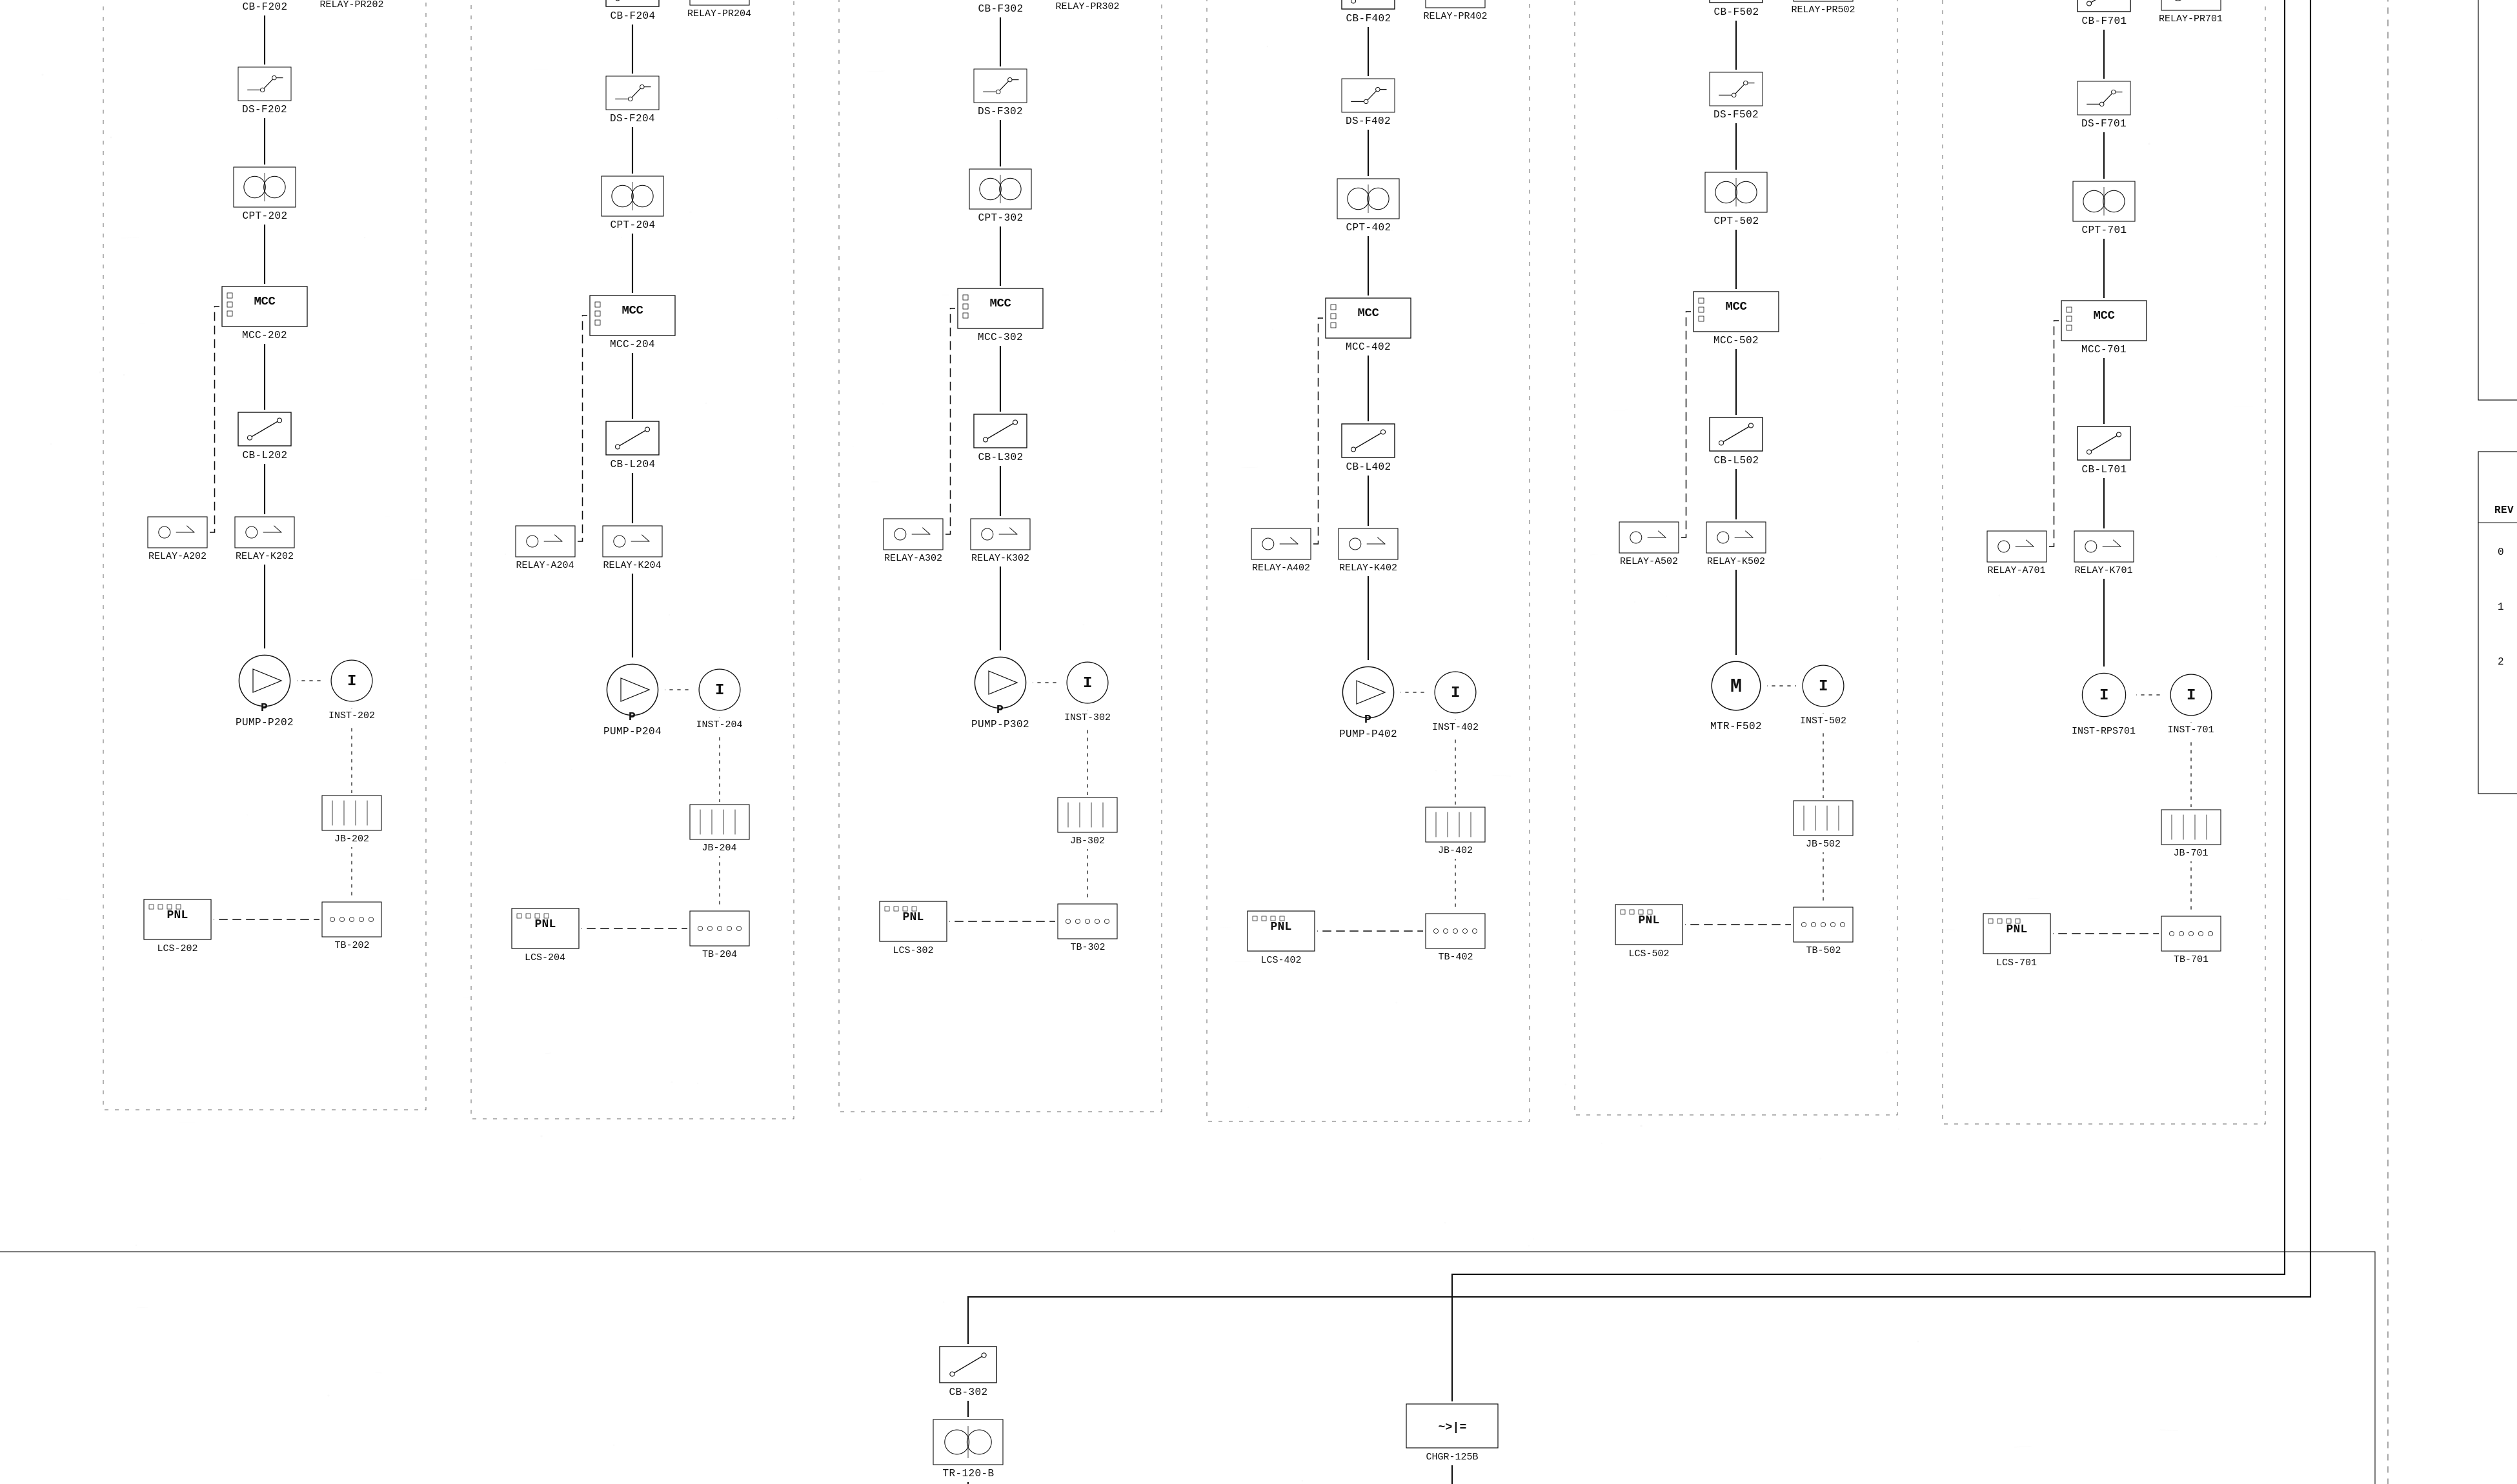 CB-F202 RELAY-PR202 CB-F204 RELAY-PR204 CB-F302 RELAY-PR302 CB-F402 RELAY-PR402 CB-F502 RELAY-PR502 CB-F701 RELAY-PR701
DS-F202 DS-F204 DS-F302 DS-F402 DS-F502 DS-F701
CPT-202 CPT-204 CPT-302 CPT-402 CPT-502 CPT-701
MCC MCC MCC MCC MCC MCC
MCC-202 MCC-204 MCC-302 MCC-402 MCC-502 MCC-701
CB-L202 CB-L204 CB-L302 CB-L402 CB-L502 CB-L701
REV
RELAY-A202 RELAY-K202 RELAY-A204 RELAY-K204 RELAY-A302 RELAY-K302 RELAY-A402 RELAY-K402 RELAY-A502 RELAY-K502 RELAY-A701 RELAY-K701
0
1
2
I I I I M I I I
P P P P
PUMP-P202 INST-202 PUMP-P204 INST-204 PUMP-P302 INST-302 PUMP-P402 INST-402 MTR-F502 INST-502 INST-RPS701 INST-701
JB-202 JB-204 JB-302 JB-402 JB-502 JB-701
PNL PNL PNL PNL PNL PNL
LCS-202 TB-202 LCS-204 TB-204 LCS-302 TB-302 LCS-402 TB-402 LCS-502 TB-502 LCS-701 TB-701
CB-302
~>|=
CHGR-125B
TR-120-B